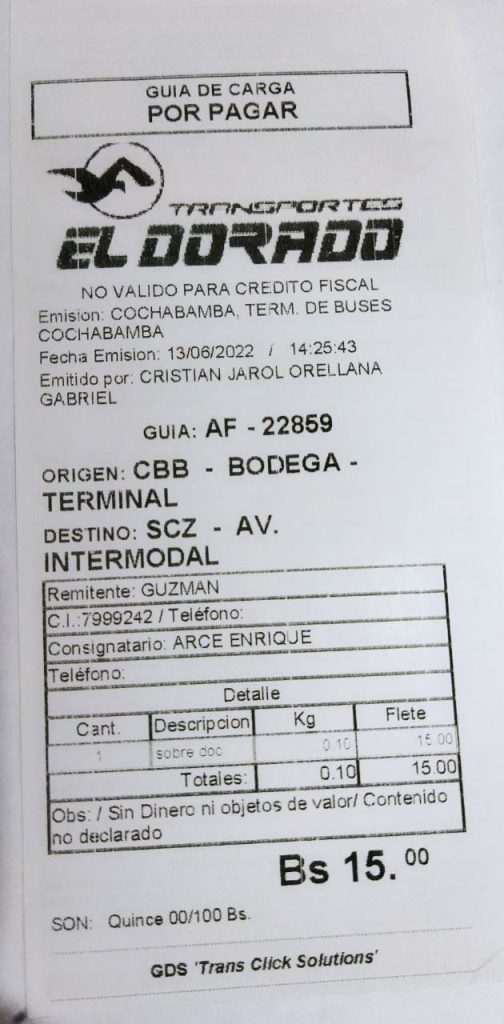 GUIA DE CARGA
POR PAGAR
TRANSPORTES
EL DORADO
NO VALIDO PARA CREDITO FISCAL
Emision: COCHABAMBA, TERM. DE BUSES
COCHABAMBA
Fecha Emision: 13/06/2022 / 14:25:43
Emitido por: CRISTIAN JAROL ORELLANA
GABRIEL
GUIA: AF - 22859
ORIGEN: CBB - BODEGA -
TERMINAL
DESTINO: SCZ - AV.
INTERMODAL
Remitente: GUZMAN
C.I.:7999242 / Teléfono:
Consignatario: ARCE ENRIQUE
Teléfono:
Detalle
Cant. Descripcion Kg Flete
1 sobre doc 0.10 15.00
Totales: 0.10 15.00
Obs: / Sin Dinero ni objetos de valor/ Contenido
no declarado
Bs 15.00
SON: Quince 00/100 Bs.
GDS 'Trans Click Solutions'